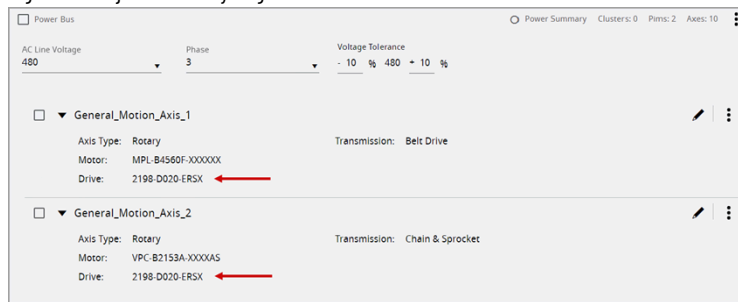 Power Bus
Power Summary Clusters: 0 Pims: 2 Axes: 10
AC Line Voltage Phase Voltage Tolerance
480 3 - 10 % 480 + 10 %
General_Motion_Axis_1
Axis Type: Rotary Transmission: Belt Drive
Motor: MPL-B4560F-XXXXXX
Drive: 2198-D020-ERSX
General_Motion_Axis_2
Axis Type: Rotary Transmission: Chain & Sprocket
Motor: VPC-B2153A-XXXXAS
Drive: 2198-D020-ERSX